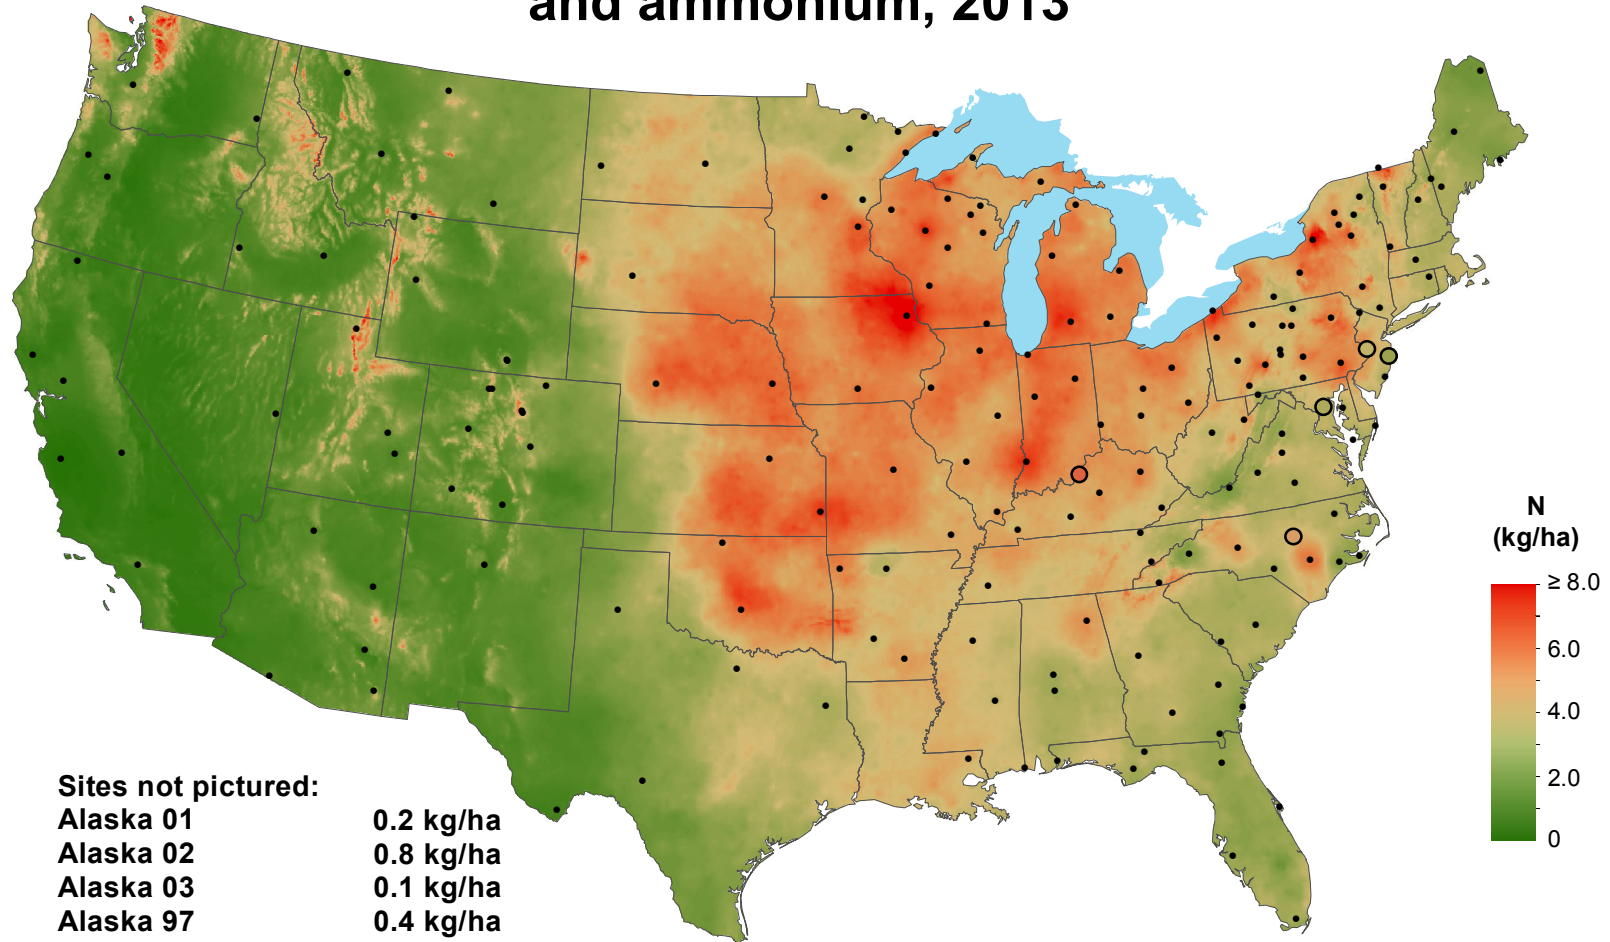 and ammonium, 2013
N
(kg/ha)
≥ 8.0
6.0
4.0
2.0
0
Sites not pictured:
Alaska 01 0.2 kg/ha
Alaska 02 0.8 kg/ha
Alaska 03 0.1 kg/ha
Alaska 97 0.4 kg/ha